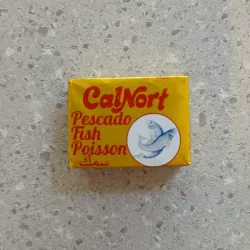 CalNort
Pescado
Fish
Poisson
سمك